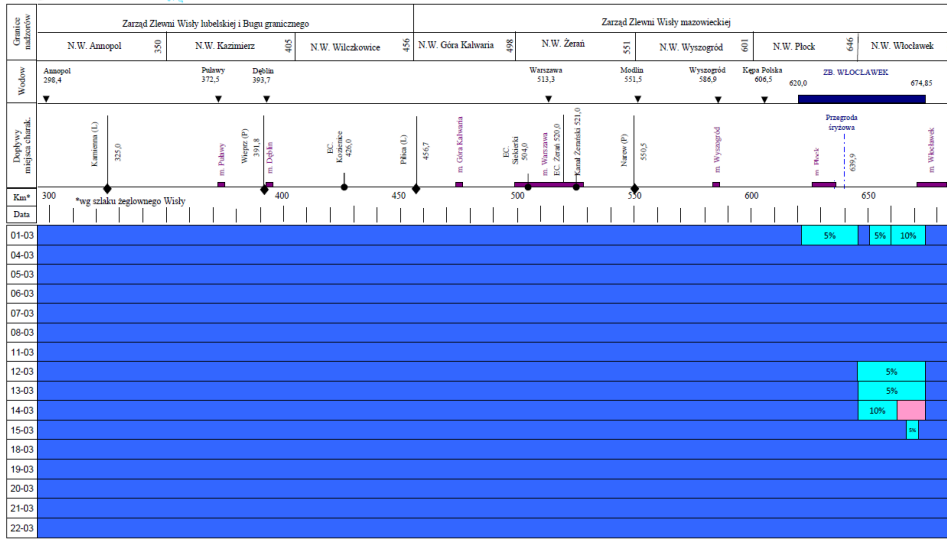 Granice nadzorów
Zarząd Zlewni Wisły lubelskiej i Bugu granicznego
Zarząd Zlewni Wisły mazowieckiej
N.W. Annopol 350 N.W. Kazimierz 405 N.W. Wilczkowice 456 N.W. Góra Kalwaria 498 N.W. Żerań 551 N.W. Wyszogród 601 N.W. Płock 646 N.W. Włocławek
Wodow
Annopol
298,4
Puławy
372,5
Dęblin
393,7
Warszawa
513,3
Modlin
551,5
Wyszogród
586,9
Kępa Polska
606,5
ZB. WŁOCŁAWEK
620,0 674,85
Dopływy
miejsca charak.
Kamienna (L)
325,0
m. Puławy
Wieprz (P)
391,8
m. Dęblin
EC.
Kozienice
426,0
Pilica (L)
456,7
m. Góra Kalwaria
EC.
Siekierki
504,0
m. Warszawa
EC. Żerań 520,0
Kanał Żerański 521,0
Narew (P)
550,5
m. Wyszogród
m. Płock
Przegroda
śryżowa
639,9
m. Włocławek
Km*
*wg szlaku żeglownego Wisły
300 400 450 500 550 600 650
Data
01-03 5% 5% 10%
04-03
05-03
06-03
07-03
08-03
11-03
12-03 5%
13-03 5%
14-03 10%
15-03 5%
18-03
19-03
20-03
21-03
22-03